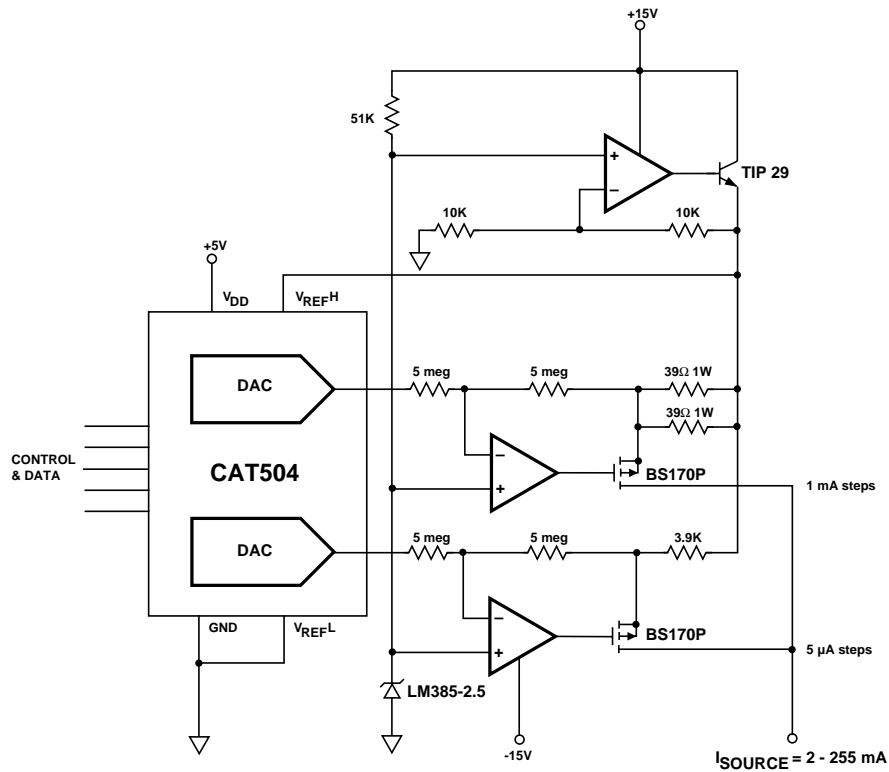 +15V
51K
+
−
TIP 29
10K
10K
+5V
VDD
VREFH
DAC
5 meg
5 meg
39Ω 1W
39Ω 1W
CONTROL
& DATA
CAT504
−
+
BS170P
1 mA steps
DAC
5 meg
5 meg
3.9K
GND
VREFL
−
+
BS170P
5 µA steps
LM385-2.5
-15V
ISOURCE = 2 - 255 mA